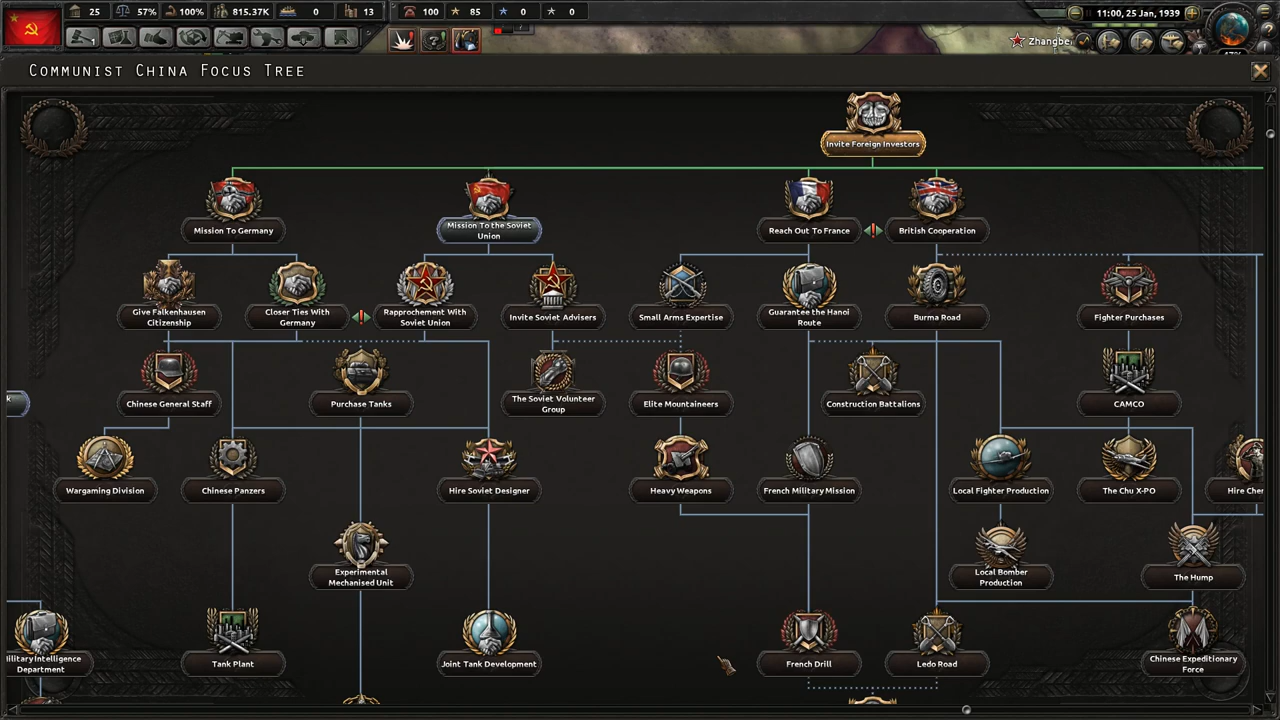 25
57%
100%
815.37K
0
13
100
85
0
0
11:00, 25 Jan, 1939
Zhangbe
Communist China Focus Tree
Invite Foreign Investors
Mission To Germany
Mission To the Soviet
Union
Reach Out To France
British Cooperation
Give Falkenhausen
Citizenship
Closer Ties With
Germany
Rapprochement With
Soviet Union
Invite Soviet Advisers
Small Arms Expertise
Guarantee the Hanoi
Route
Burma Road
Fighter Purchases
k
Chinese General Staff
Purchase Tanks
The Soviet Volunteer
Group
Elite Mountaineers
Construction Battalions
CAMCO
Wargaming Division
Chinese Panzers
Hire Soviet Designer
Heavy Weapons
French Military Mission
Local Fighter Production
The Chu X-PO
Hire Cher
Experimental
Mechanised Unit
Local Bomber
Production
The Hump
Military Intelligence
Department
Tank Plant
Joint Tank Development
French Drill
Ledo Road
Chinese Expeditionary
Force